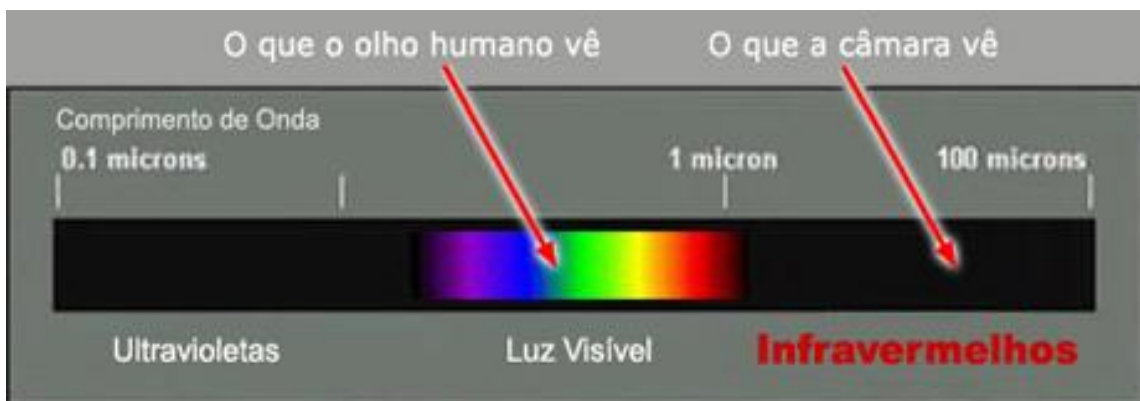 O que o olho humano vê
O que a câmara vê
Comprimento de Onda
0.1 microns
1 micron
100 microns
Ultravioletas
Luz Visível
Infravermelhos